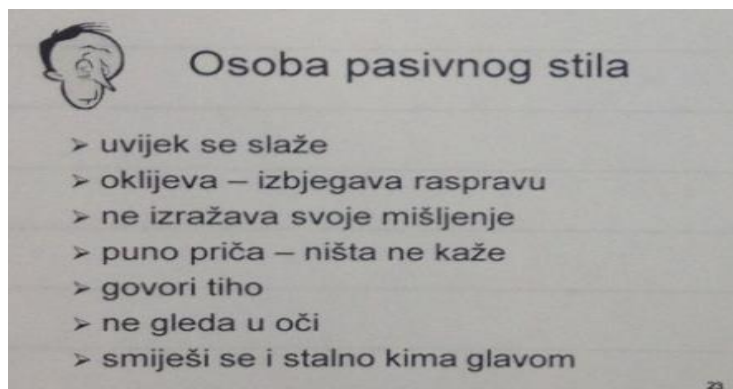 Osoba pasivnog stila
➢ uvijek se slaže
➢ oklijeva – izbjegava raspravu
➢ ne izražava svoje mišljenje
➢ puno priča – ništa ne kaže
➢ govori tiho
➢ ne gleda u oči
➢ smiješi se i stalno kima glavom
23